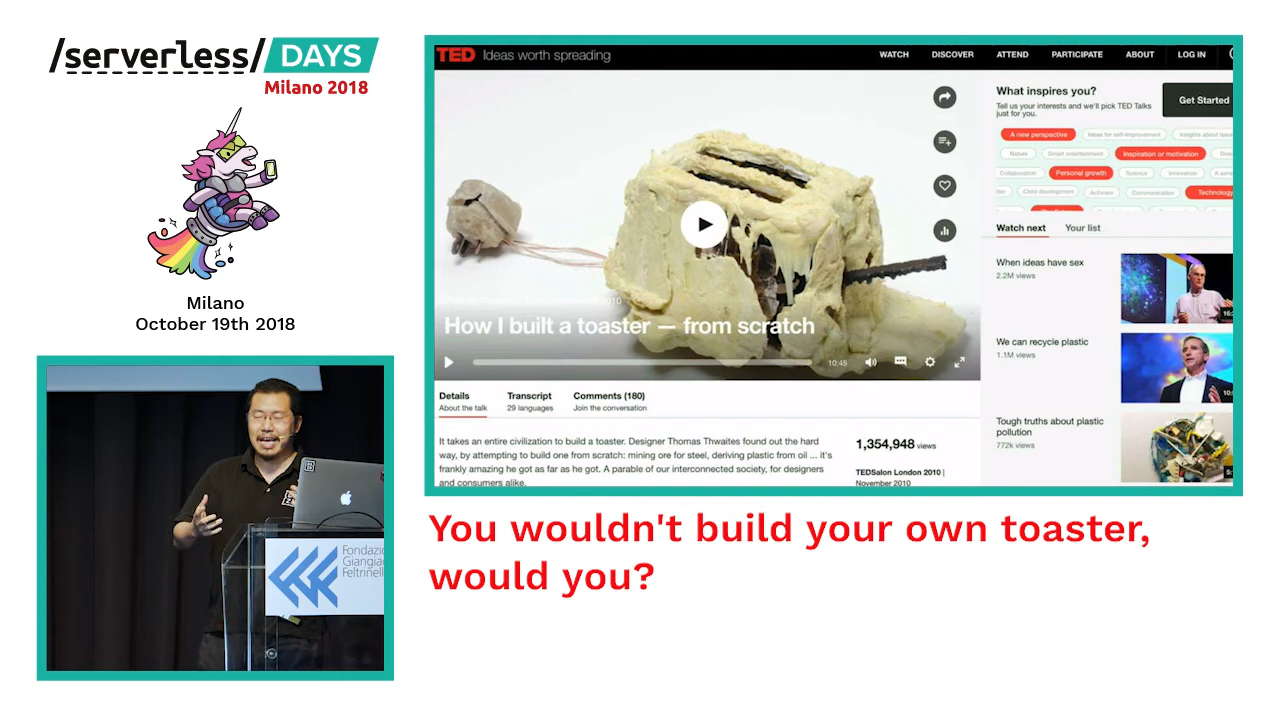 /serverless/ DAYS
Milano 2018
Milano
October 19th 2018
Fondazio
Giangiac
Feltrinell
TED Ideas worth spreading
WATCH DISCOVER ATTEND PARTICIPATE ABOUT LOG IN
What inspires you?
Tell us your interests and we'll pick TED Talks
just for you.
Get Started
A new perspective Ideas for self-improvement Insights about
Nature Smart entertainment Inspiration or motivation
Collaboration Personal growth Science Innovation
Child development Activism Communication Technology
Watch next Your list
When ideas have sex
2.2M views
We can recycle plastic
1.1M views
Tough truths about plastic
pollution
772k views
How I built a toaster — from scratch
10:45
Details Transcript Comments (180)
About the talk 29 languages Join the conversation
It takes an entire civilization to build a toaster. Designer Thomas Thwaites found out the hard
way, by attempting to build one from scratch: mining ore for steel, deriving plastic from oil ... it's
frankly amazing he got as far as he got. A parable of our interconnected society, for designers
and consumers alike.
1,354,948 views
TEDSalon London 2010 |
November 2010
You wouldn't build your own toaster,
would you?